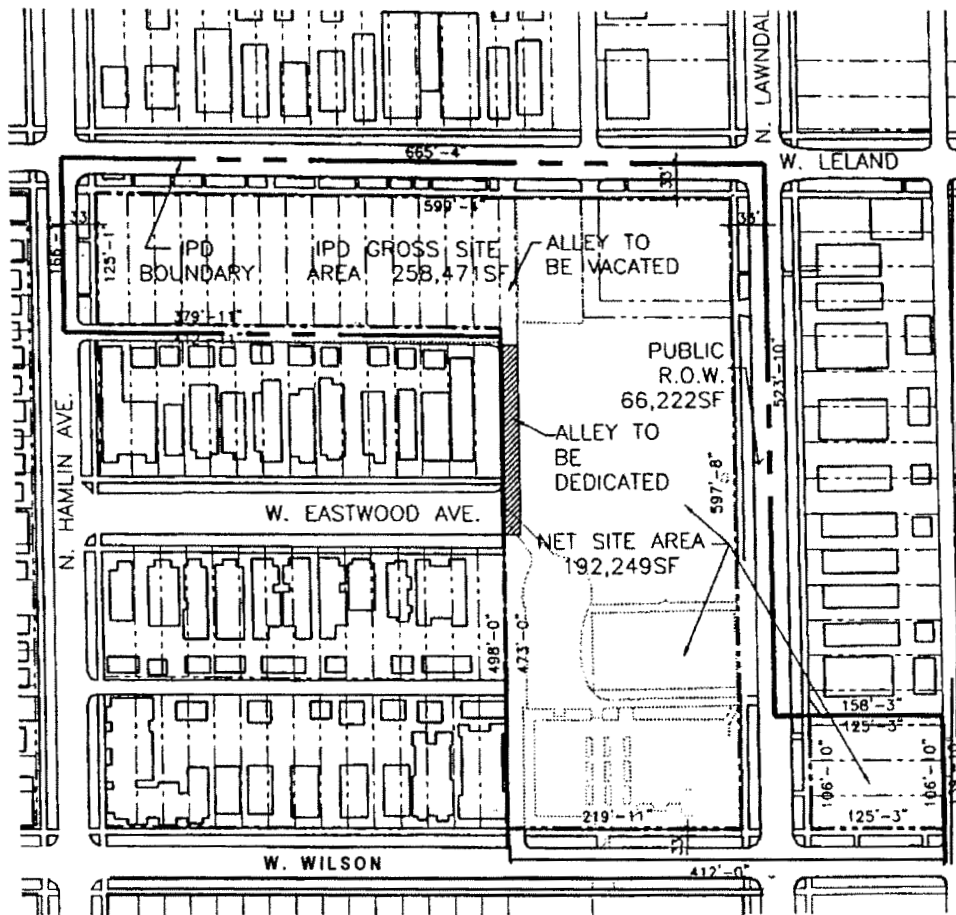 N. LAWNDAL
W. LELAND
665'-4"
33'
599'-4"
33
33'
125'-1"
IPD
BOUNDARY
IPD GROSS SITE
AREA 258,471SF
ALLEY TO
BE VACATED
379'-11"
PUBLIC
R.O.W.
66,222SF
523'-10"
ALLEY TO
BE
DEDICATED
597'-8"
N. HAMLIN AVE.
W. EASTWOOD AVE.
NET SITE AREA
192,249SF
498'-0"
473'-0"
158'-3"
125'-3"
106'-10"
106'-10"
125'-3"
219'-11"
W. WILSON
412'-0"